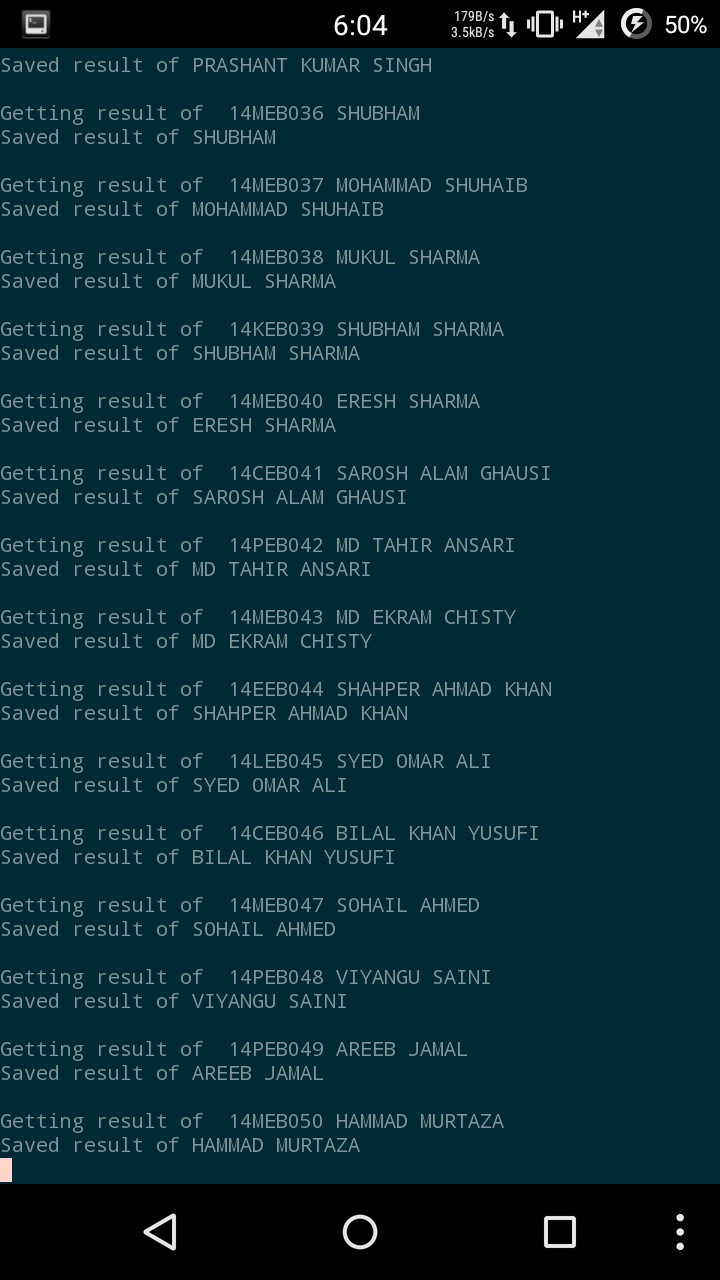 6:04
179B/s
3.5kB/s
H+
50%
Saved result of PRASHANT KUMAR SINGH
Getting result of  14MEB036 SHUBHAM
Saved result of SHUBHAM
Getting result of  14MEB037 MOHAMMAD SHUHAIB
Saved result of MOHAMMAD SHUHAIB
Getting result of  14MEB038 MUKUL SHARMA
Saved result of MUKUL SHARMA
Getting result of  14KEB039 SHUBHAM SHARMA
Saved result of SHUBHAM SHARMA
Getting result of  14MEB040 ERESH SHARMA
Saved result of ERESH SHARMA
Getting result of  14CEB041 SAROSH ALAM GHAUSI
Saved result of SAROSH ALAM GHAUSI
Getting result of  14PEB042 MD TAHIR ANSARI
Saved result of MD TAHIR ANSARI
Getting result of  14MEB043 MD EKRAM CHISTY
Saved result of MD EKRAM CHISTY
Getting result of  14EEB044 SHAHPER AHMAD KHAN
Saved result of SHAHPER AHMAD KHAN
Getting result of  14LEB045 SYED OMAR ALI
Saved result of SYED OMAR ALI
Getting result of  14CEB046 BILAL KHAN YUSUFI
Saved result of BILAL KHAN YUSUFI
Getting result of  14MEB047 SOHAIL AHMED
Saved result of SOHAIL AHMED
Getting result of  14PEB048 VIYANGU SAINI
Saved result of VIYANGU SAINI
Getting result of  14PEB049 AREEB JAMAL
Saved result of AREEB JAMAL
Getting result of  14MEB050 HAMMAD MURTAZA
Saved result of HAMMAD MURTAZA